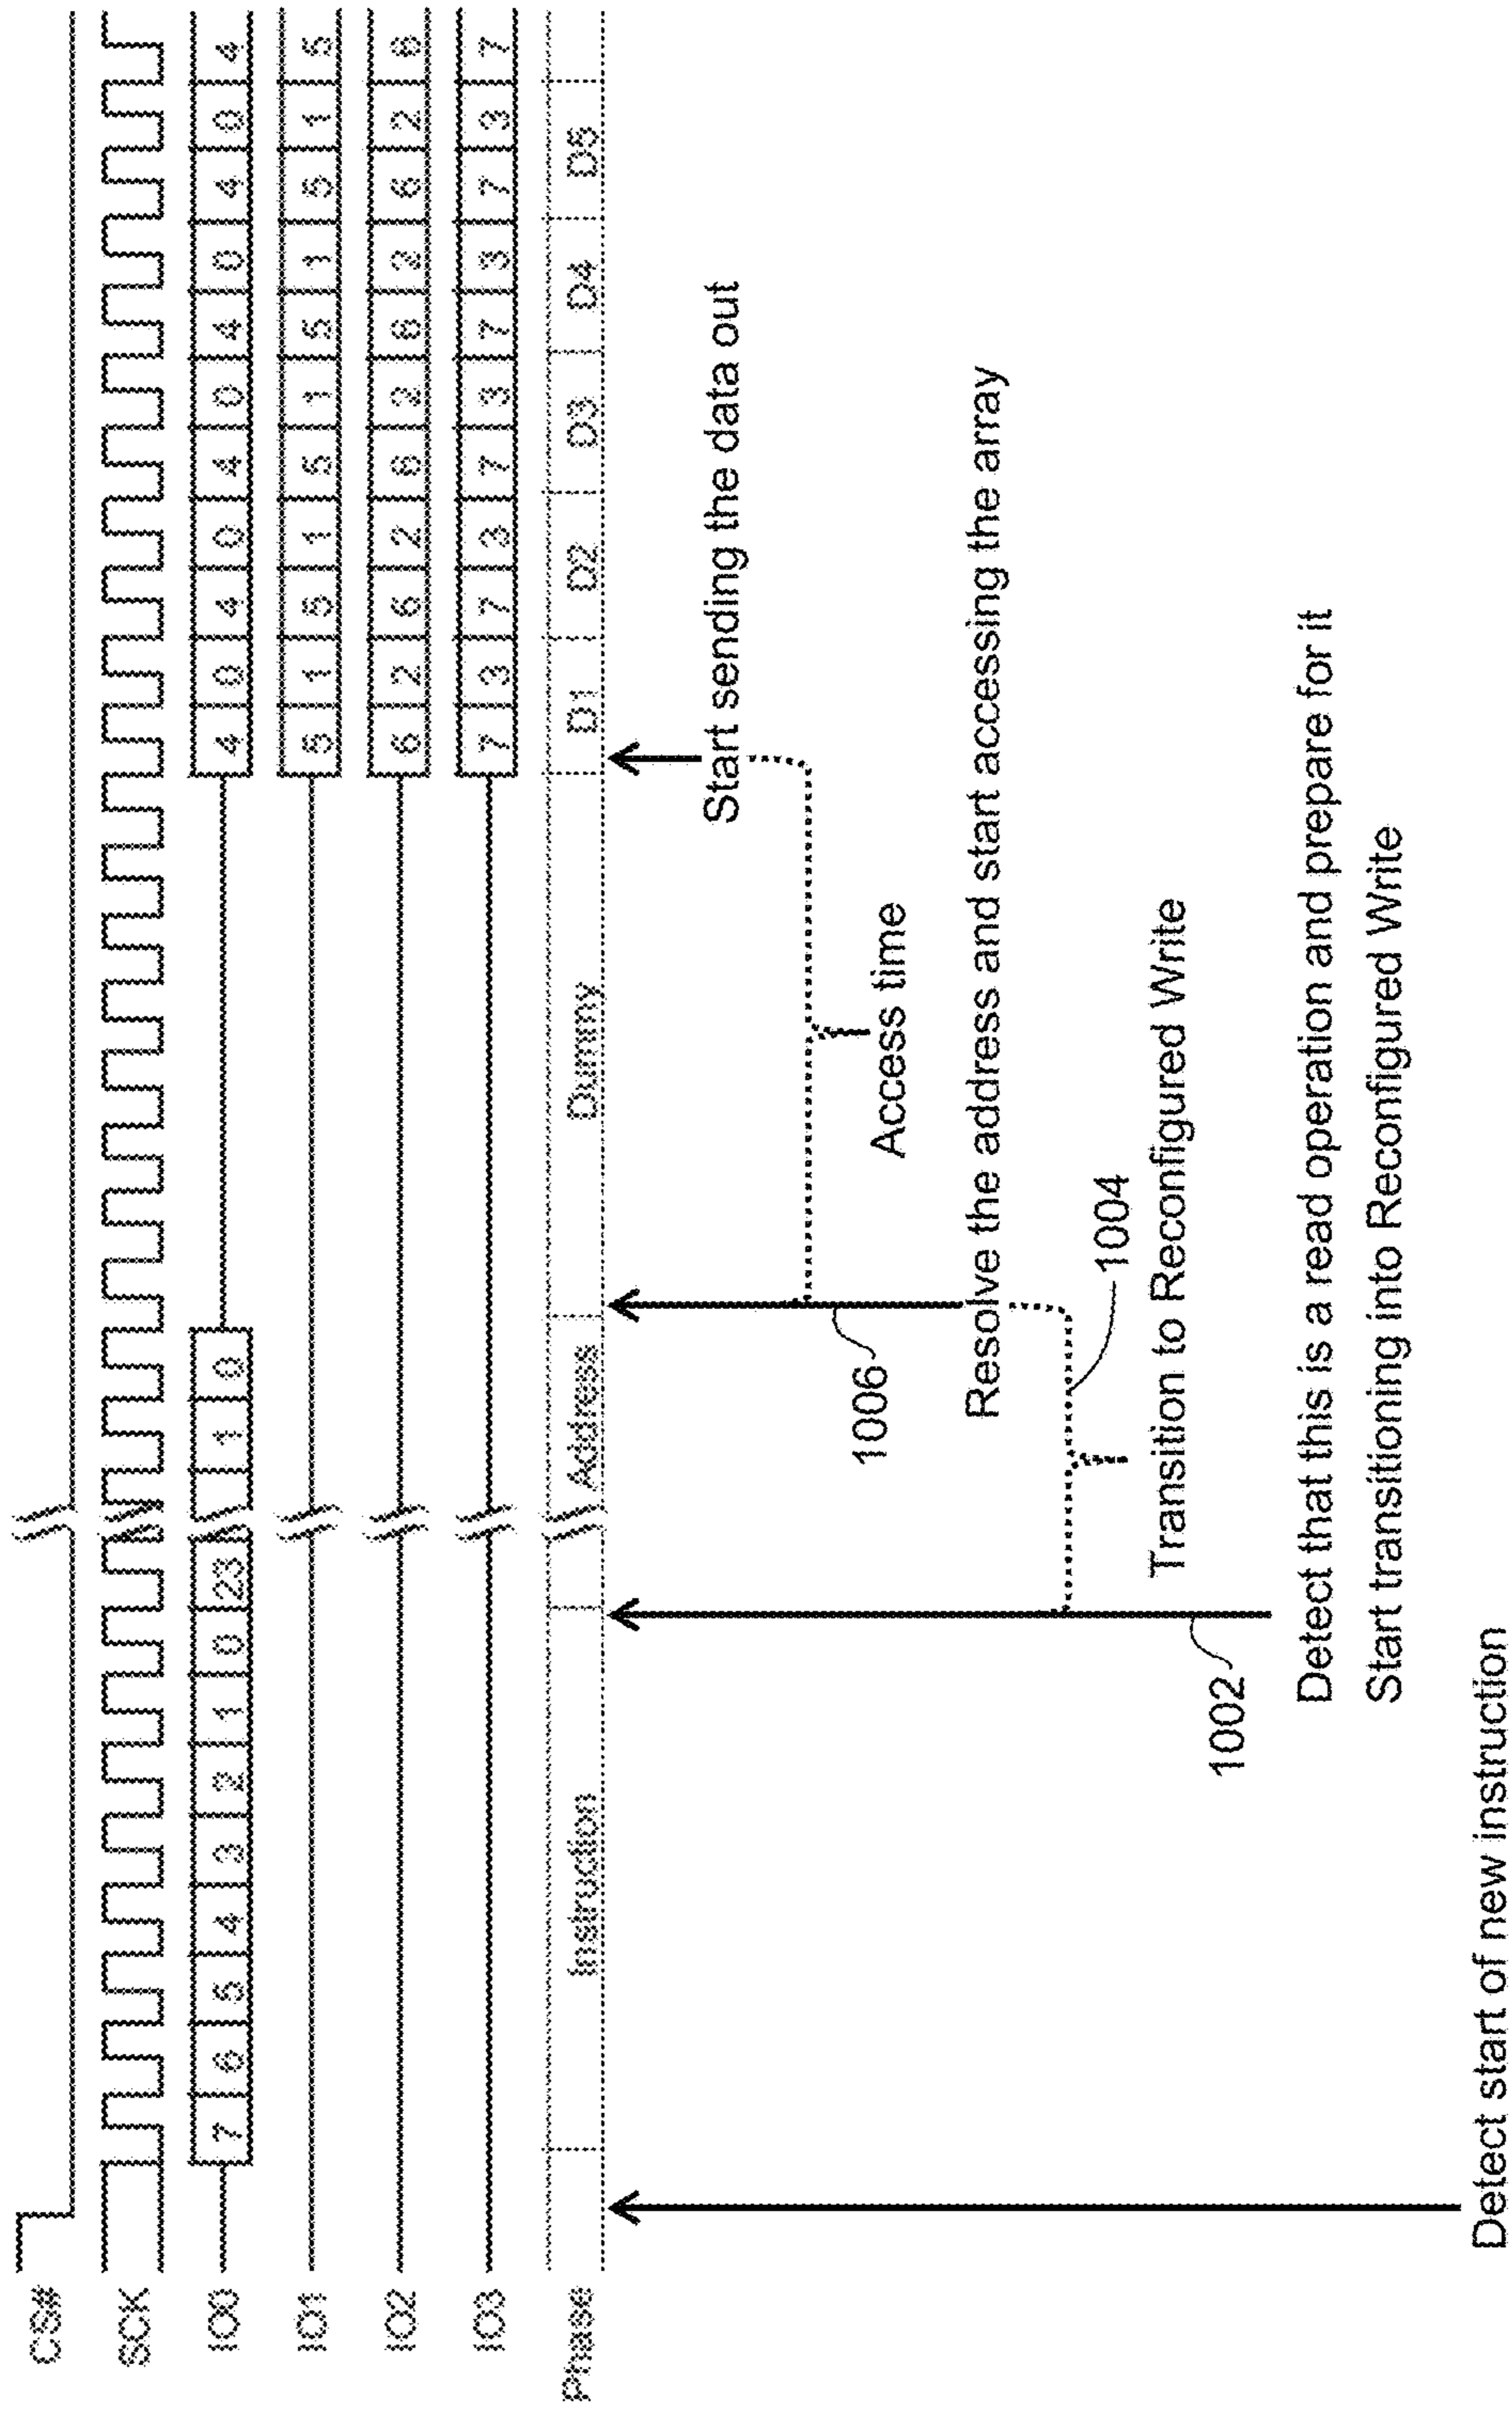 CS#
SCK
IO0 7 6 5 4 3 2 1 0 23 1 0 4 0 4 0 4 0 4 0 4 0 4
IO1 5 1 5 1 5 1 5 1 5 1 5
IO2 6 2 6 2 6 2 6 2 6 2 6
IO3 7 3 7 3 7 3 7 3 7 3 7
Phase Instruction Address Dummy D1 D2 D3 D4 D5
Start sending the data out
Access time
1006
Resolve the address and start accessing the array
1004
Transition to Reconfigured Write
1002
Detect that this is a read operation and prepare for it
Start transitioning into Reconfigured Write
Detect start of new instruction